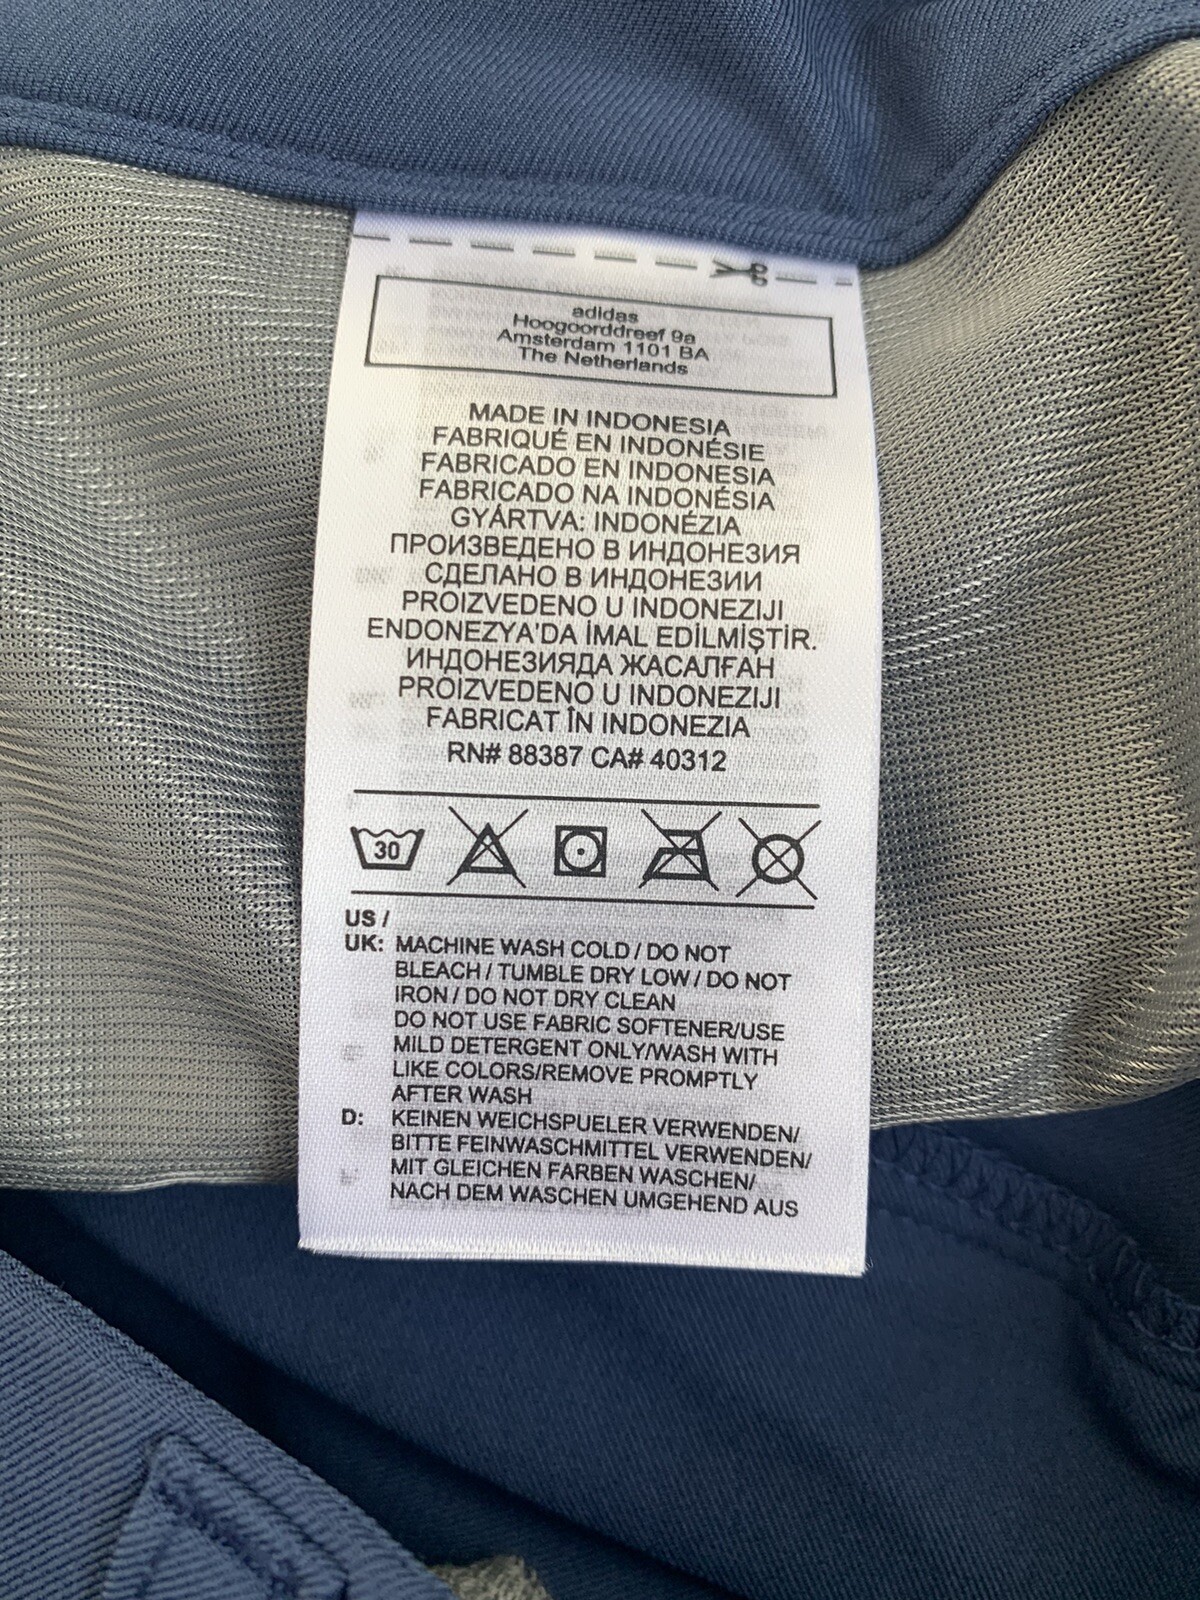 adidas
Hoogoorddreef 9a
Amsterdam 1101 BA
The Netherlands
MADE IN INDONESIA
FABRIQUÉ EN INDONÉSIE
FABRICADO EN INDONESIA
FABRICADO NA INDONÉSIA
GYÁRTVA: INDONÉZIA
ПРОИЗВЕДЕНО В ИНДОНЕЗИЯ
СДЕЛАНО В ИНДОНЕЗИИ
PROIZVEDENO U INDONEZIJI
ENDONEZYA'DA İMAL EDİLMİŞTİR.
ИНДОНЕЗИЯДА ЖАСАЛҒАН
PROIZVEDENO U INDONEZIJI
FABRICAT ÎN INDONEZIA
RN# 88387 CA# 40312
30
US /
UK: MACHINE WASH COLD / DO NOT
BLEACH / TUMBLE DRY LOW / DO NOT
IRON / DO NOT DRY CLEAN
DO NOT USE FABRIC SOFTENER/USE
MILD DETERGENT ONLY/WASH WITH
LIKE COLORS/REMOVE PROMPTLY
AFTER WASH
D: KEINEN WEICHSPUELER VERWENDEN/
BITTE FEINWASCHMITTEL VERWENDEN/
MIT GLEICHEN FARBEN WASCHEN/
NACH DEM WASCHEN UMGEHEND AUS